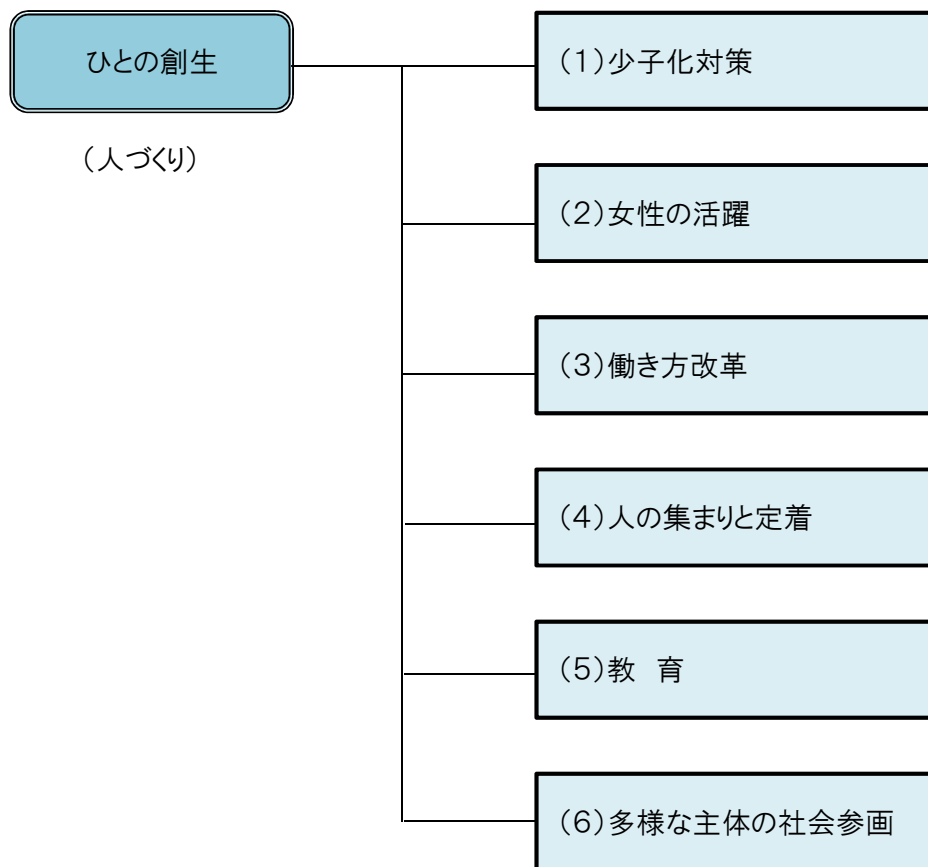 ひとの創生
（人づくり）
（1）少子化対策
（2）女性の活躍
（3）働き方改革
（4）人の集まりと定着
（5）教　育
（6）多様な主体の社会参画